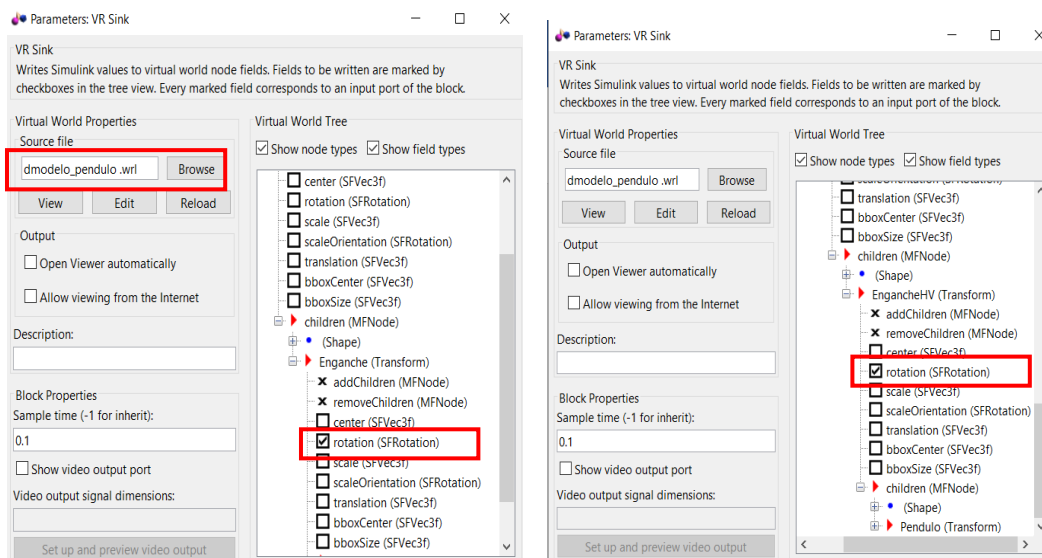 Parameters: VR Sink
VR Sink
Writes Simulink values to virtual world node fields. Fields to be written are marked by
checkboxes in the tree view. Every marked field corresponds to an input port of the block.
Virtual World Properties
Source file
dmodelo_pendulo .wrl
Browse
View
Edit
Reload
Output
Open Viewer automatically
Allow viewing from the Internet
Description:
Block Properties
Sample time (-1 for inherit):
0.1
Show video output port
Video output signal dimensions:
Set up and preview video output
Virtual World Tree
Show node types
Show field types
center (SFVec3f)
rotation (SFRotation)
scale (SFVec3f)
scaleOrientation (SFRotation)
translation (SFVec3f)
bboxCenter (SFVec3f)
bboxSize (SFVec3f)
children (MFNode)
(Shape)
Enganche (Transform)
addChildren (MFNode)
removeChildren (MFNode)
center (SFVec3f)
rotation (SFRotation)
scale (SFVec3f)
scaleOrientation (SFRotation)
translation (SFVec3f)
bboxCenter (SFVec3f)
bboxSize (SFVec3f)
Parameters: VR Sink
VR Sink
Writes Simulink values to virtual world node fields. Fields to be written are marked by
checkboxes in the tree view. Every marked field corresponds to an input port of the block.
Virtual World Properties
Source file
dmodelo_pendulo .wrl
Browse
View
Edit
Reload
Output
Open Viewer automatically
Allow viewing from the Internet
Description:
Block Properties
Sample time (-1 for inherit):
0.1
Show video output port
Video output signal dimensions:
Set up and preview video output
Virtual World Tree
Show node types
Show field types
scaleOrientation (SFRotation)
translation (SFVec3f)
bboxCenter (SFVec3f)
bboxSize (SFVec3f)
children (MFNode)
(Shape)
EngancheHV (Transform)
addChildren (MFNode)
removeChildren (MFNode)
center (SFVec3f)
rotation (SFRotation)
scale (SFVec3f)
scaleOrientation (SFRotation)
translation (SFVec3f)
bboxCenter (SFVec3f)
bboxSize (SFVec3f)
children (MFNode)
(Shape)
Pendulo (Transform)